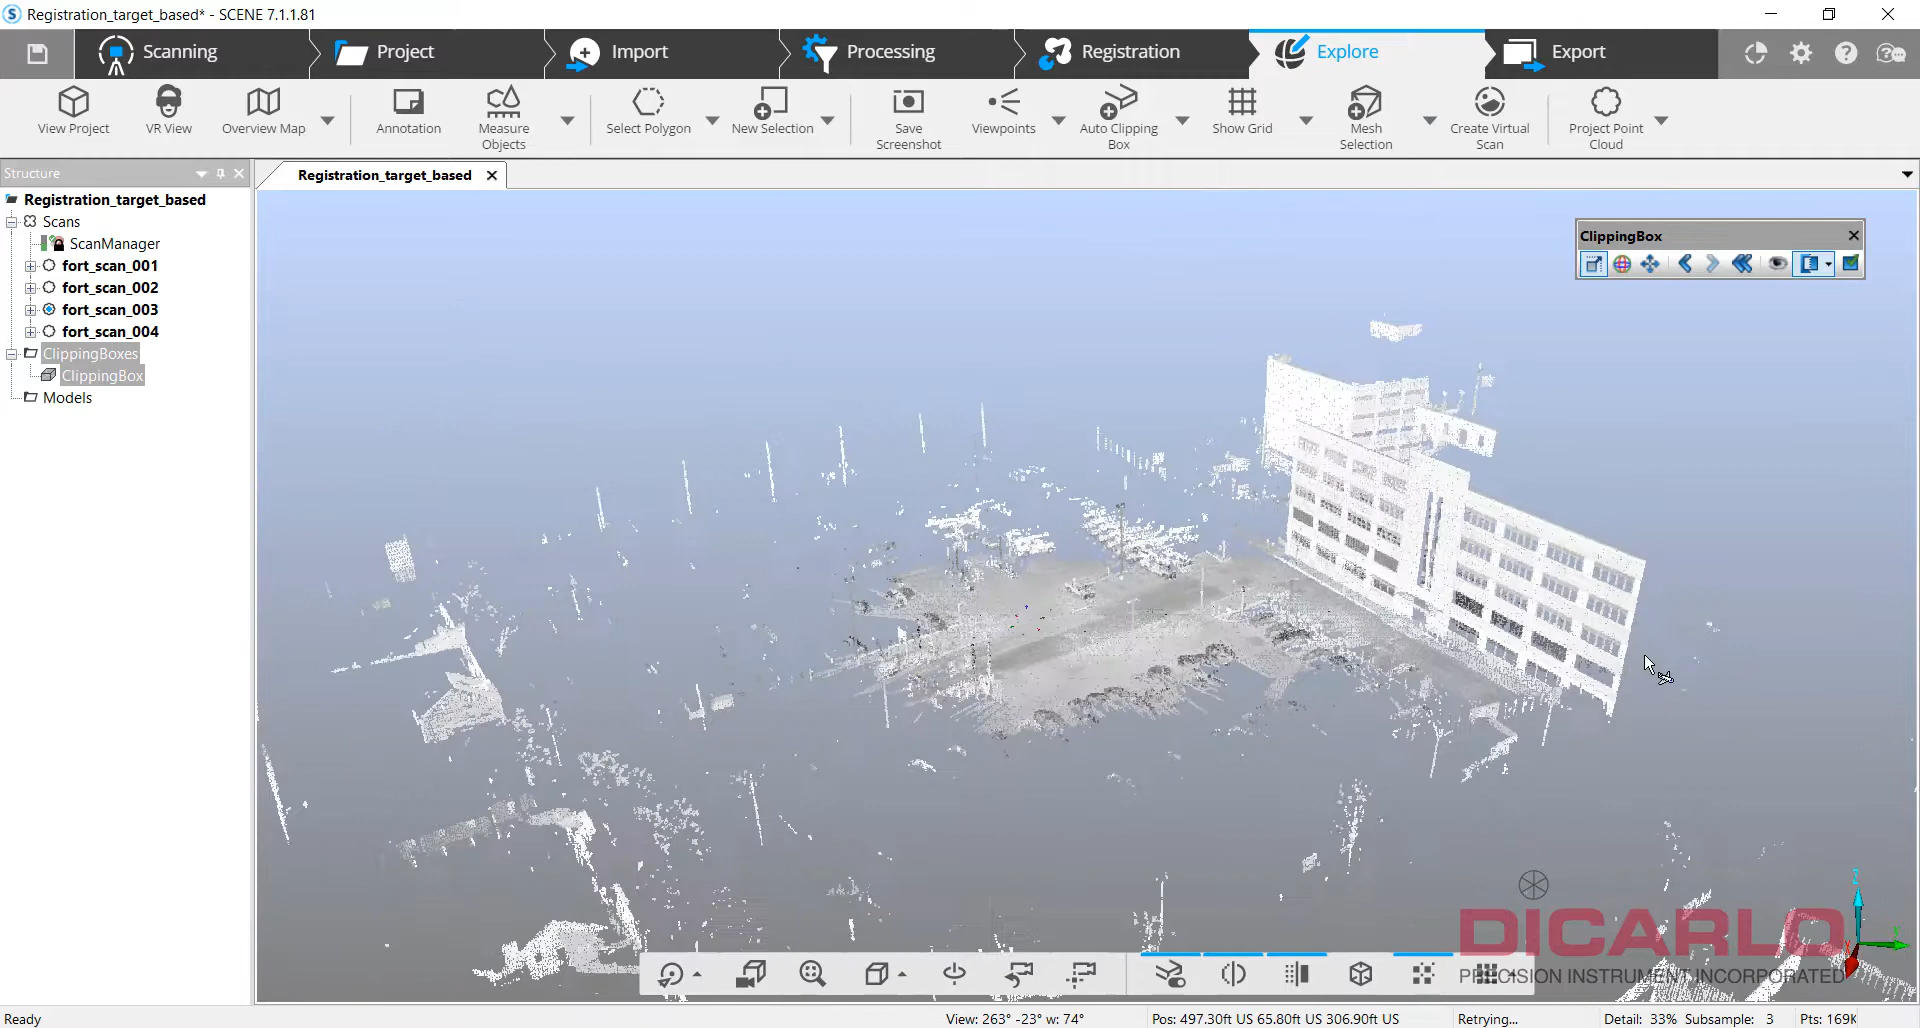 Registration_target_based* - SCENE 7.1.1.81
Scanning
Project
Import
Processing
Registration
Explore
Export
View Project
VR View
Overview Map
Annotation
Measure
Objects
Select Polygon
New Selection
Save
Screenshot
Viewpoints
Auto Clipping
Box
Show Grid
Mesh
Selection
Create Virtual
Scan
Project Point
Cloud
Structure
Registration_target_based
Registration_target_based
Scans
ScanManager
fort_scan_001
fort_scan_002
fort_scan_003
fort_scan_004
ClippingBoxes
ClippingBox
Models
ClippingBox
Z
Y
DICARLO
PRECISION INSTRUMENT INCORPORATED
Ready
View: 263° -23° w: 74°
Pos: 497.30ft US 65.80ft US 306.90ft US
Retrying...
Detail: 33%
Subsample: 3
Pts: 169K